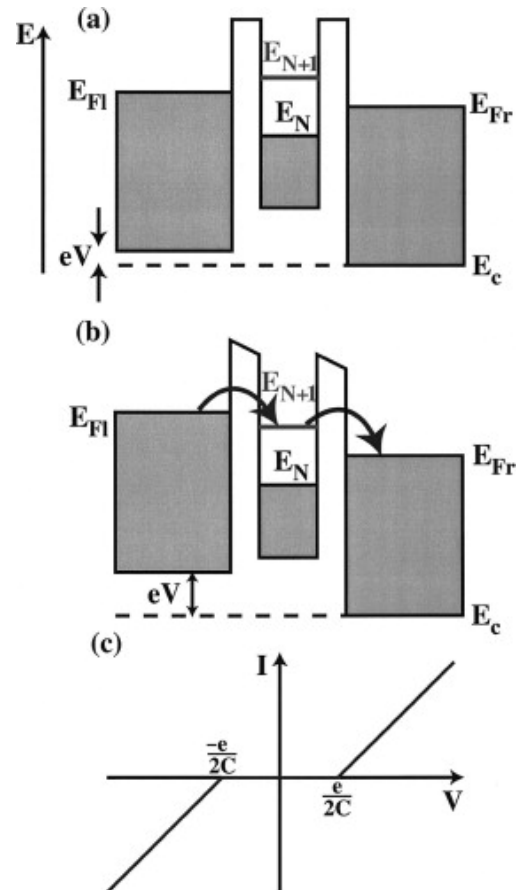 (a)
E
E_{N+1}
E_{Fl}
E_{Fr}
E_N
eV
E_c
(b)
E_{N+1}
E_{Fl}
E_N
E_{Fr}
eV
E_c
(c)
I
-e/2C
e/2C
V